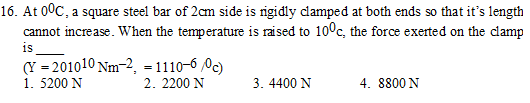 16. At 0⁰C, a square steel bar of 2cm side is rigidly clamped at both ends so that it's length
cannot increase. When the temperature is raised to 10⁰c, the force exerted on the clamp
is ____
(Y = 201010 Nm–2, = 1110–6 /⁰c)
1. 5200 N 2. 2200 N 3. 4400 N 4. 8800 N